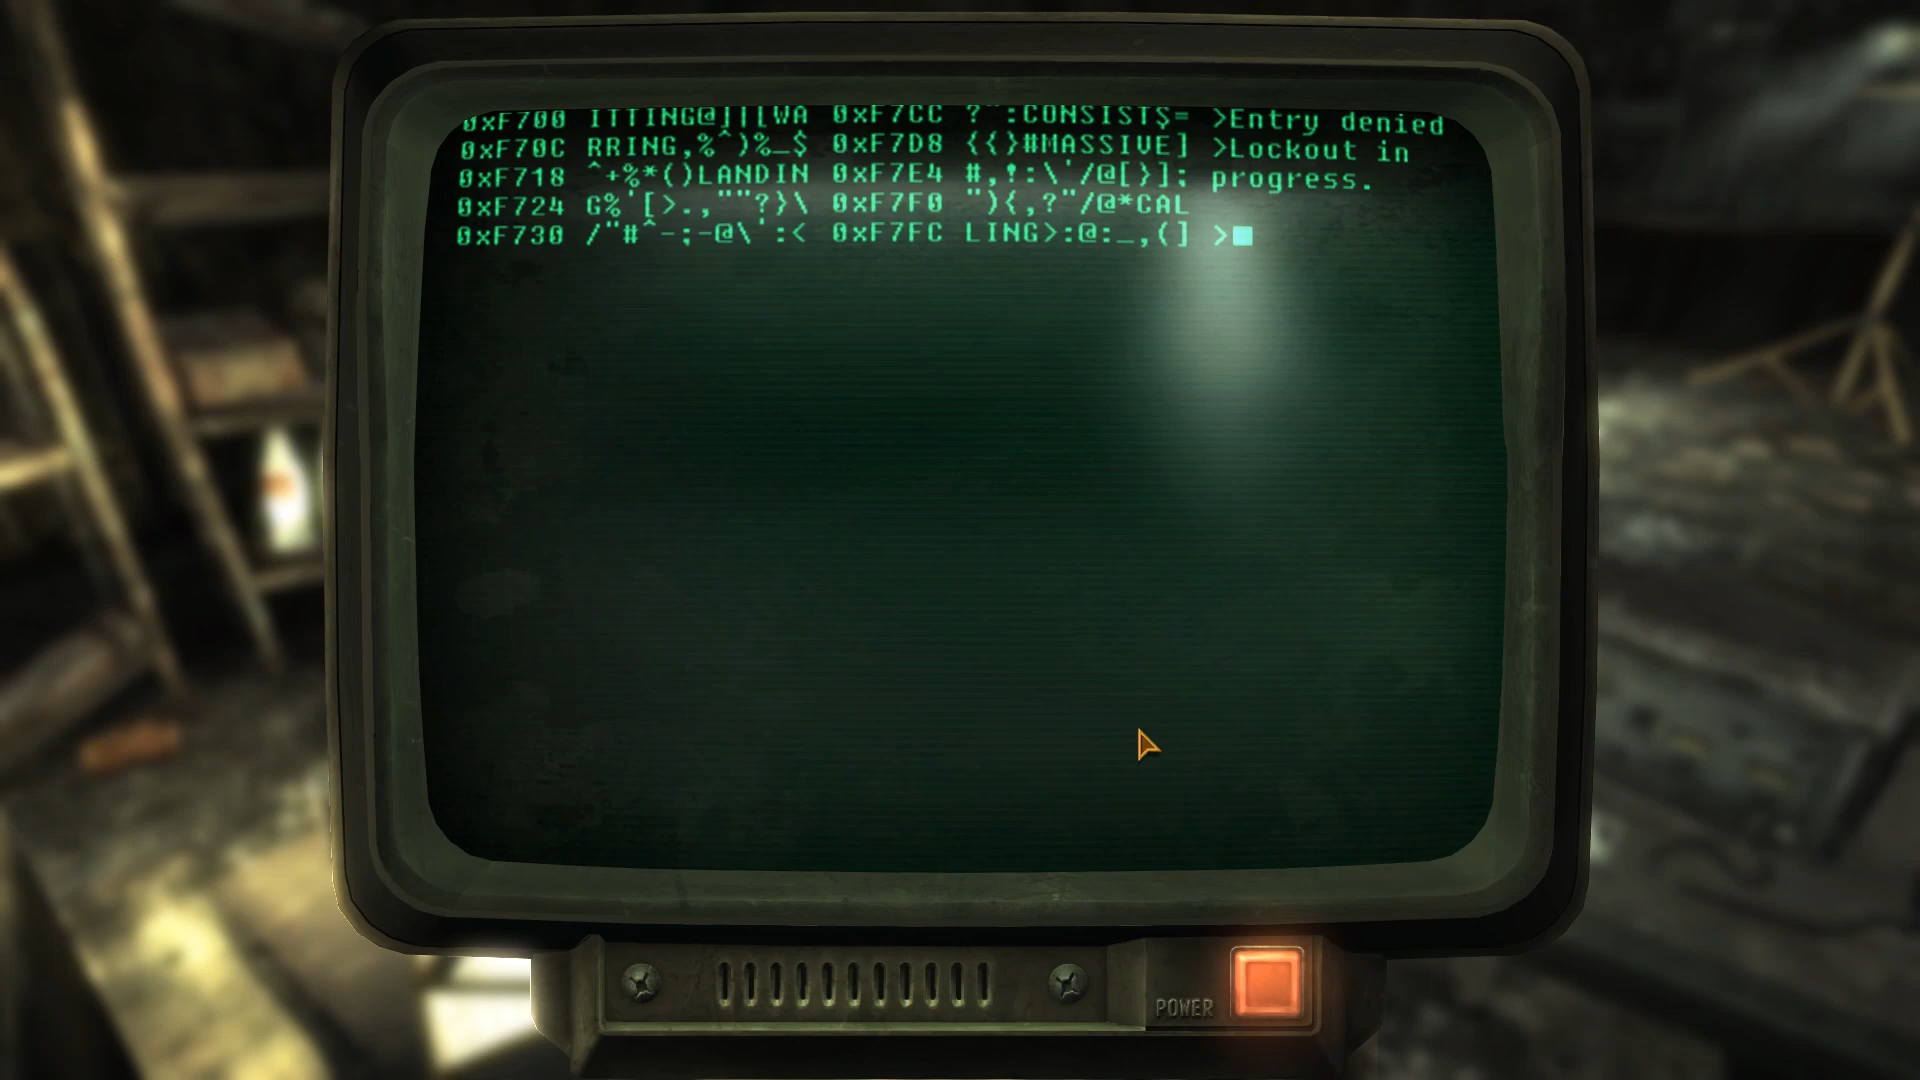 0xF700 ITTING@]|[WA 0xF7CC ?":CONSIST$= >Entry denied
0xF70C RRING,%^)%_$ 0xF7D8 {{}#MASSIVE] >Lockout in
0xF718 ^+%*()LANDIN 0xF7E4 #,!:\'/@[}]; progress.
0xF724 G%'[>.,""?}\ 0xF7F0 "){,?"/@*CAL
0xF730 /"#^-;-@\':< 0xF7FC LING>:@:_,(] >
POWER